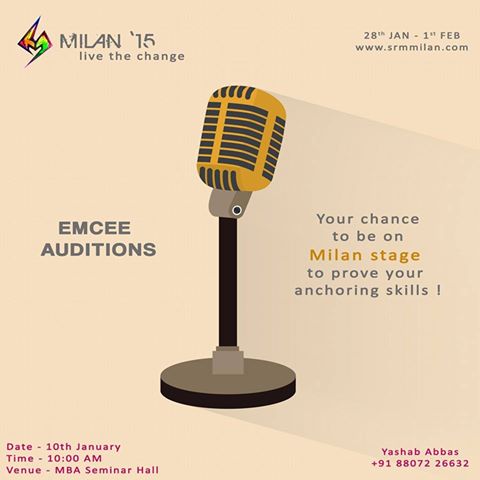 MILAN '15
live the change
28th JAN - 1st FEB
www.srmmilan.com
EMCEE
AUDITIONS
Your chance
to be on
Milan stage
to prove your
anchoring skills !
Date - 10th January
Time - 10:00 AM
Venue - MBA Seminar Hall
Yashab Abbas
+91 88072 26632